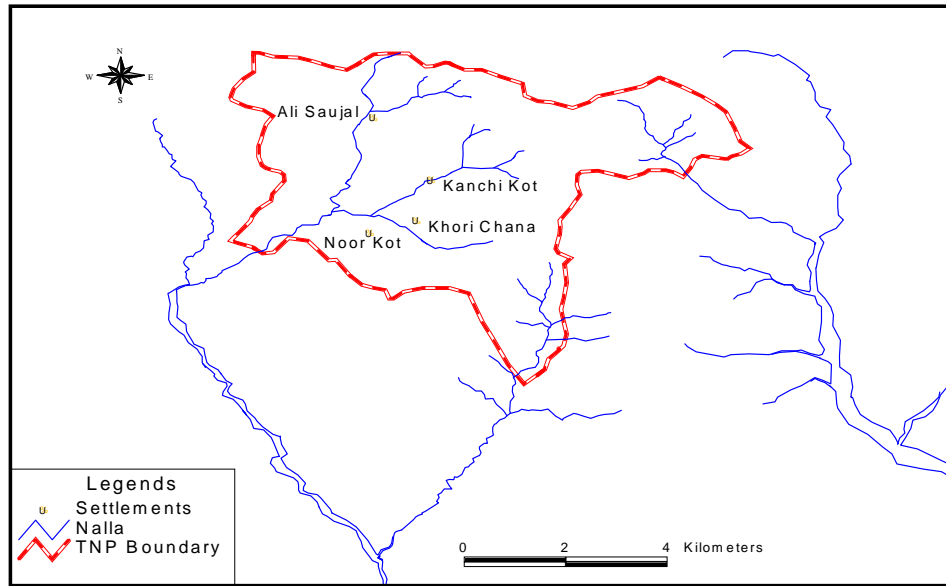 N
W E
S
Ali Saujal
U
U
Kanchi Kot
U
Khori Chana
U
Noor Kot
Legends
U Settlements
Nalla
TNP Boundary
0 2 4 Kilometers